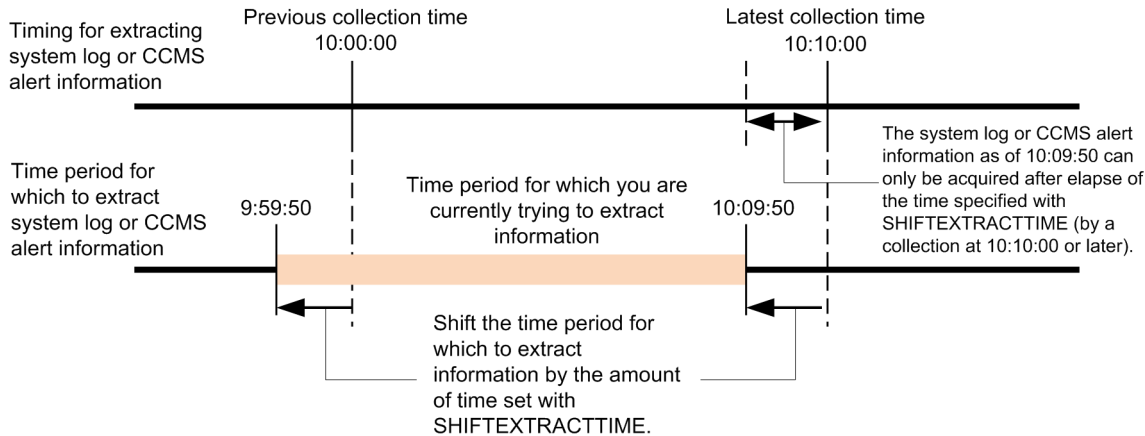 Timing for extracting
system log or CCMS
alert information
Previous collection time
10:00:00
Latest collection time
10:10:00
The system log or CCMS alert
information as of 10:09:50 can
only be acquired after elapse of
the time specified with
SHIFTEXTRACTTIME (by a
collection at 10:10:00 or later).
Time period for
which to extract
system log or CCMS
alert information
9:59:50
Time period for which you are
currently trying to extract
information
10:09:50
Shift the time period for
which to extract
information by the amount
of time set with
SHIFTEXTRACTTIME.